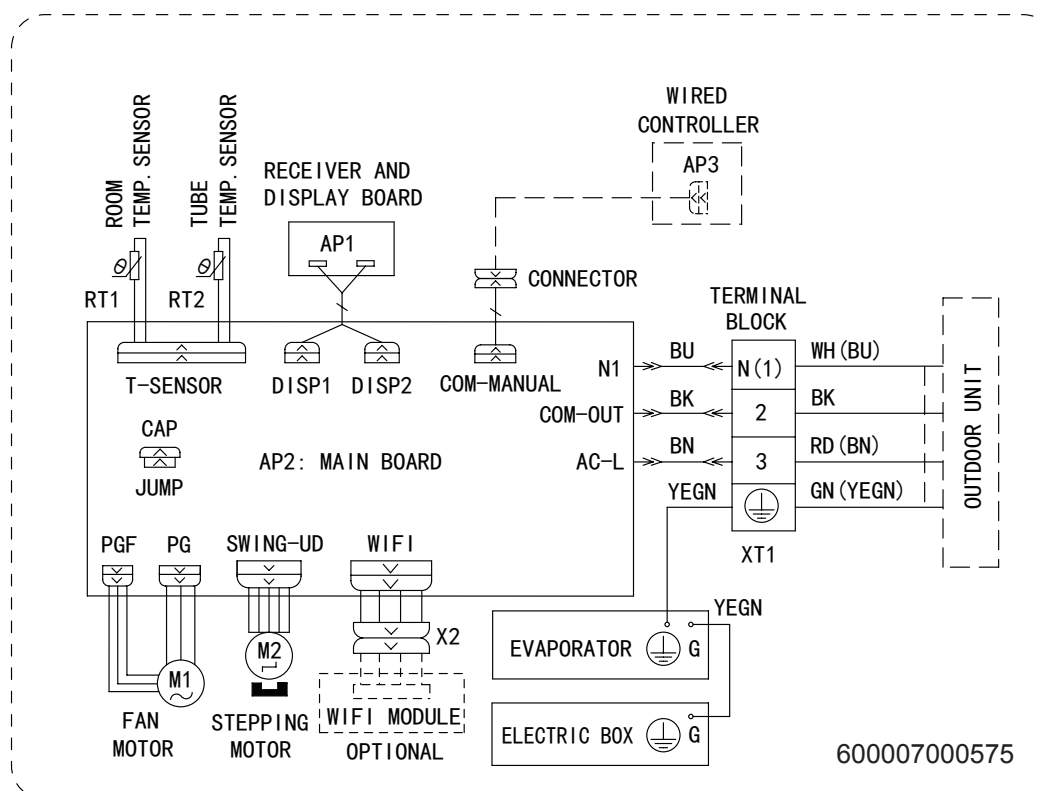 WIRED
CONTROLLER
AP3
ROOM
TEMP. SENSOR
TUBE
TEMP. SENSOR
RECEIVER AND
DISPLAY BOARD
AP1
θ
θ
RT1
RT2
CONNECTOR
TERMINAL
BLOCK
T-SENSOR
DISP1
DISP2
COM-MANUAL
N1
BU
N(1)
WH(BU)
COM-OUT
BK
2
BK
CAP
JUMP
AP2: MAIN BOARD
AC-L
BN
3
RD(BN)
YEGN
GN(YEGN)
OUTDOOR UNIT
XT1
PGF
PG
SWING-UD
WIFI
YEGN
X2
M1
M2
EVAPORATOR
G
FAN
MOTOR
STEPPING
MOTOR
WIFI MODULE
OPTIONAL
ELECTRIC BOX
G
600007000575